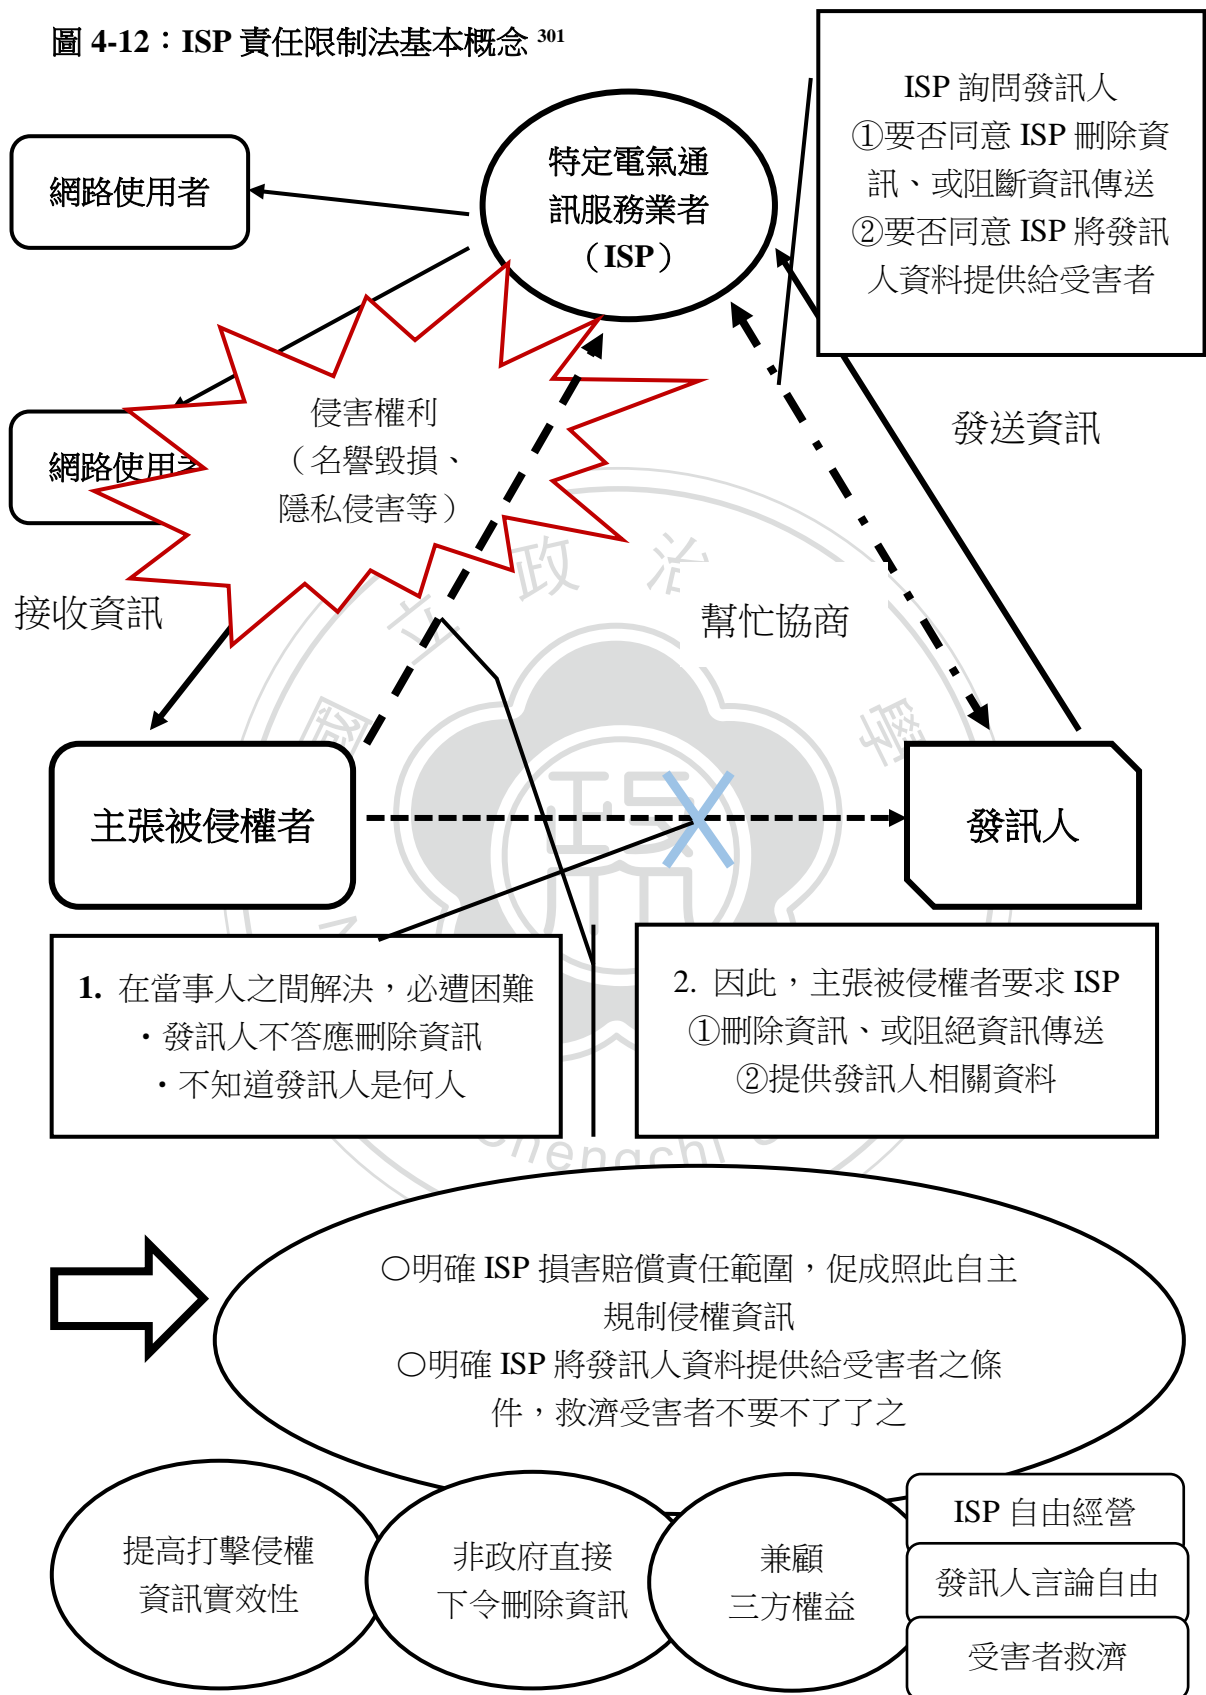 圖 4-12：ISP 責任限制法基本概念 301
ISP 詢問發訊人
①要否同意 ISP 刪除資
訊、或阻斷資訊傳送
②要否同意 ISP 將發訊
人資料提供給受害者
特定電氣通
訊服務業者
（ISP）
網路使用者
侵害權利
（名譽毀損、
隱私侵害等）
發送資訊
網路使用者
接收資訊
幫忙協商
國 立 政 治 學
主張被侵權者
發訊人
1. 在當事人之間解決，必遭困難
・發訊人不答應刪除資訊
・不知道發訊人是何人
2. 因此，主張被侵權者要求 ISP
①刪除資訊、或阻絕資訊傳送
②提供發訊人相關資料
Chengchi
○明確 ISP 損害賠償責任範圍，促成照此自主
規制侵權資訊
○明確 ISP 將發訊人資料提供給受害者之條
件，救濟受害者不要不了了之
提高打擊侵權
資訊實效性
非政府直接
下令刪除資訊
兼顧
三方權益
ISP 自由經營
發訊人言論自由
受害者救濟